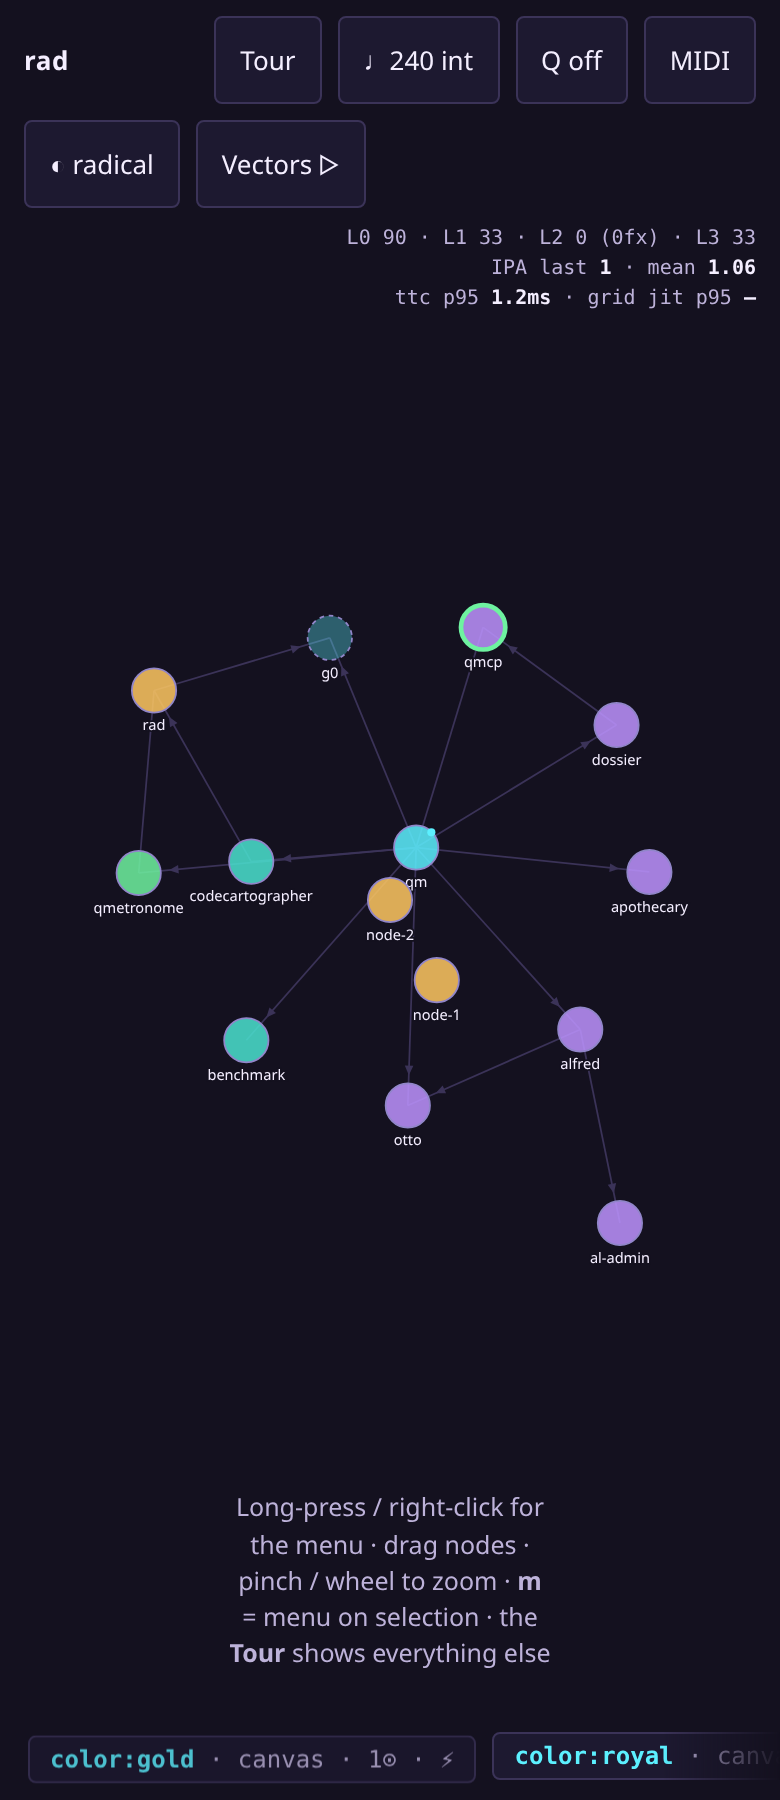 rad
Tour
♩ 240 int
Q off
MIDI
◐ radical
Vectors ▷
L0 90 · L1 33 · L2 0 (0fx) · L3 33
IPA last 1 · mean 1.06
ttc p95 1.2ms · grid jit p95 —
g0
qmcp
rad
dossier
qm
qmetronome
codecartographer
apothecary
node-2
node-1
benchmark
alfred
otto
al-admin
Long-press / right-click for
the menu · drag nodes ·
pinch / wheel to zoom · m
= menu on selection · the
Tour shows everything else
color:gold · canvas · 1⊙ · ⚡
color:royal · canv